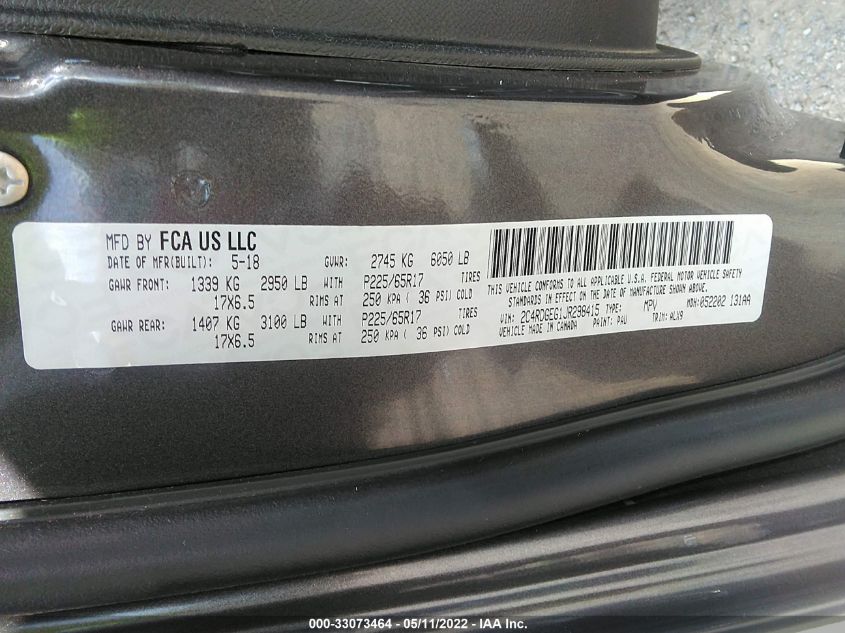 MFD BY FCA US LLC
DATE OF MFR(BUILT): 5-18 GVWR: 2745 KG 6050 LB
GAWR FRONT: 1339 KG 2950 LB WITH P225/65R17 TIRES
17X6.5 RIMS AT 250 KPA ( 36 PSI) COLD
GAWR REAR: 1407 KG 3100 LB WITH P225/65R17 TIRES
17X6.5 RIMS AT 250 KPA ( 36 PSI) COLD
THIS VEHICLE CONFORMS TO ALL APPLICABLE U.S.A. FEDERAL MOTOR VEHICLE SAFETY
STANDARDS IN EFFECT ON THE DATE OF MANUFACTURE SHOWN ABOVE.
VIN: 2C4RDGEG1JR298415 TYPE: MPV MDH: 052202 131AA
VEHICLE MADE IN CANADA PAINT: PAU TRIM: ALX9
000-33073464 - 05/11/2022 - IAA Inc.